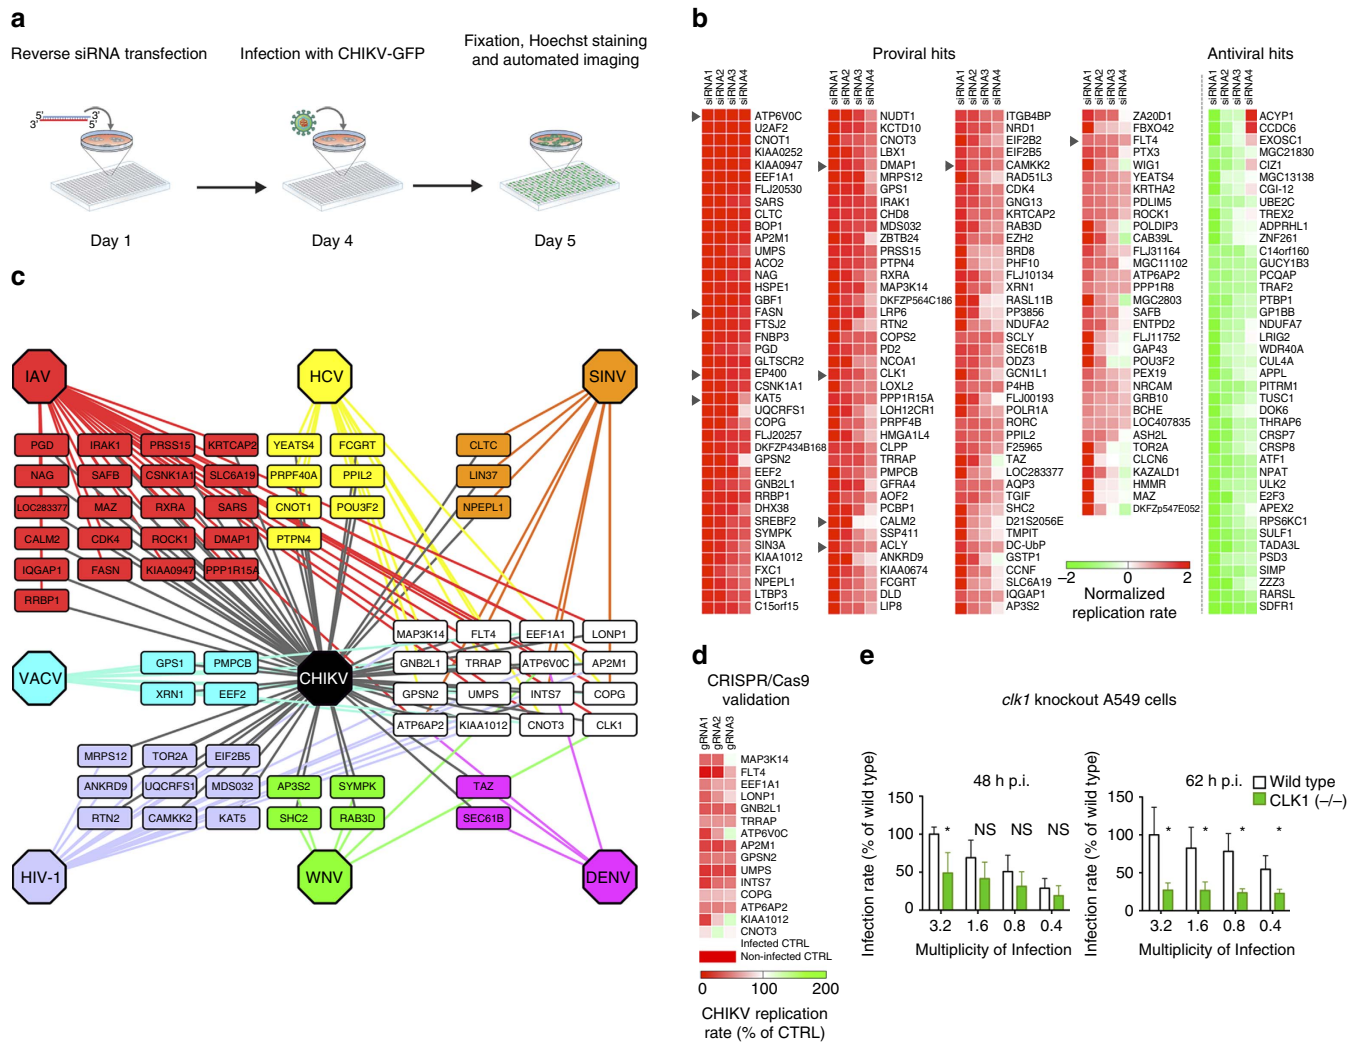 a
Reverse siRNA transfection
Infection with CHIKV-GFP
Fixation, Hoechst staining
and automated imaging
5′
3′
3′
5′
Day 1
Day 4
Day 5
b
Proviral hits
Antiviral hits
siRNA1
siRNA2
siRNA3
siRNA4
ATP6V0C
U2AF2
CNOT1
KIAA0252
KIAA0947
EEF1A1
FLJ20530
SARS
CLTC
BOP1
AP2M1
UMPS
ACO2
NAG
HSPE1
GBF1
FASN
FTSJ2
FNBP3
PGD
GLTSCR2
EP400
CSNK1A1
KAT5
UQCRFS1
COPG
FLJ20257
DKFZP434B168
GPSN2
EEF2
GNB2L1
RRBP1
DHX38
SREBF2
SYMPK
SIN3A
KIAA1012
FXC1
NPEPL1
LTBP3
C15orf15
siRNA1
siRNA2
siRNA3
siRNA4
NUDT1
KCTD10
CNOT3
LBX1
DMAP1
MRPS12
GPS1
IRAK1
CHD8
MDS032
ZBTB24
PRSS15
PTPN4
RXRA
MAP3K14
DKFZP564C186
LRP6
RTN2
COPS2
PD2
NCOA1
CLK1
LOXL2
PPP1R15A
LOH12CR1
PRPF4B
HMGA1L4
CLPP
TRRAP
PMPCB
GFRA4
AOF2
PCBP1
CALM2
SSP411
ACLY
ANKRD9
KIAA0674
FCGRT
DLD
LIP8
siRNA1
siRNA2
siRNA3
siRNA4
ITGB4BP
NRD1
EIF2B2
EIF2B5
CAMKK2
RAD51L3
CDK4
GNG13
KRTCAP2
RAB3D
EZH2
BRD8
PHF10
FLJ10134
XRN1
RASL11B
PP3856
NDUFA2
SCLY
SEC61B
ODZ3
GCN1L1
P4HB
FLJ00193
POLR1A
RORC
PPIL2
F25965
TAZ
LOC283377
AQP3
TGIF
SHC2
D21S2056E
TMPIT
DC-UbP
GSTP1
CCNF
SLC6A19
IQGAP1
AP3S2
siRNA1
siRNA2
siRNA3
siRNA4
ZA20D1
FBXO42
FLT4
PTX3
WIG1
YEATS4
KRTHA2
PDLIM5
ROCK1
POLDIP3
CAB39L
FLJ31164
MGC11102
ATP6AP2
PPP1R8
MGC2803
SAFB
ENTPD2
FLJ11752
GAP43
POU3F2
PEX19
NRCAM
GRB10
BCHE
LOC407835
ASH2L
TOR2A
CLCN6
KAZALD1
HMMR
MAZ
DKFZp547E052
−2
0
2
Normalized
replication rate
siRNA1
siRNA2
siRNA3
siRNA4
ACYP1
CCDC6
EXOSC1
MGC21830
CIZ1
MGC13138
CGI-12
UBE2C
TREX2
ADPRHL1
ZNF261
C14orf160
GUCY1B3
PCQAP
TRAF2
PTBP1
GP1BB
NDUFA7
LRIG2
WDR40A
CUL4A
APPL
PITRM1
TUSC1
DOK6
THRAP6
CRSP7
CRSP8
ATF1
NPAT
ULK2
E2F3
APEX2
RPS6KC1
SULF1
TADA3L
PSD3
SIMP
ZZZ3
RARSL
SDFR1
c
IAV
HCV
SINV
PGD
IRAK1
PRSS15
KRTCAP2
NAG
SAFB
CSNK1A1
SLC6A19
LOC283377
MAZ
RXRA
SARS
CALM2
CDK4
ROCK1
DMAP1
IQGAP1
FASN
KIAA0947
PPP1R15A
RRBP1
YEATS4
FCGRT
PRPF40A
PPIL2
CNOT1
POU3F2
PTPN4
CLTC
LIN37
NPEPL1
VACV
GPS1
PMPCB
XRN1
EEF2
CHIKV
MAP3K14
FLT4
EEF1A1
LONP1
GNB2L1
TRRAP
ATP6V0C
AP2M1
GPSN2
UMPS
INTS7
COPG
ATP6AP2
KIAA1012
CNOT3
CLK1
MRPS12
TOR2A
EIF2B5
ANKRD9
UQCRFS1
MDS032
RTN2
CAMKK2
KAT5
AP3S2
SYMPK
SHC2
RAB3D
TAZ
SEC61B
HIV-1
WNV
DENV
d
CRISPR/Cas9
validation
gRNA1
gRNA2
gRNA3
MAP3K14
FLT4
EEF1A1
LONP1
GNB2L1
TRRAP
ATP6V0C
AP2M1
GPSN2
UMPS
INTS7
COPG
ATP6AP2
KIAA1012
CNOT3
Infected CTRL
Non-infected CTRL
0
100
200
CHIKV replication
rate (% of CTRL)
e
clk1 knockout A549 cells
48 h p.i.
Infection rate (% of wild type)
150
100
50
0
*
NS
NS
NS
3.2
1.6
0.8
0.4
Multiplicity of Infection
62 h p.i.
Wild type
CLK1 (–/–)
Infection rate (% of wild type)
150
100
50
0
*
*
*
*
3.2
1.6
0.8
0.4
Multiplicity of Infection